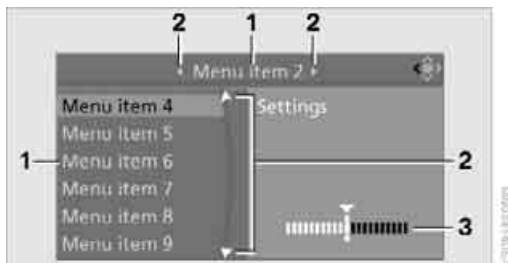 2 1 2
Menu item 2
Menu item 4 Settings
Menu item 5
1 Menu item 6 2
Menu item 7
Menu item 8 3
Menu item 9